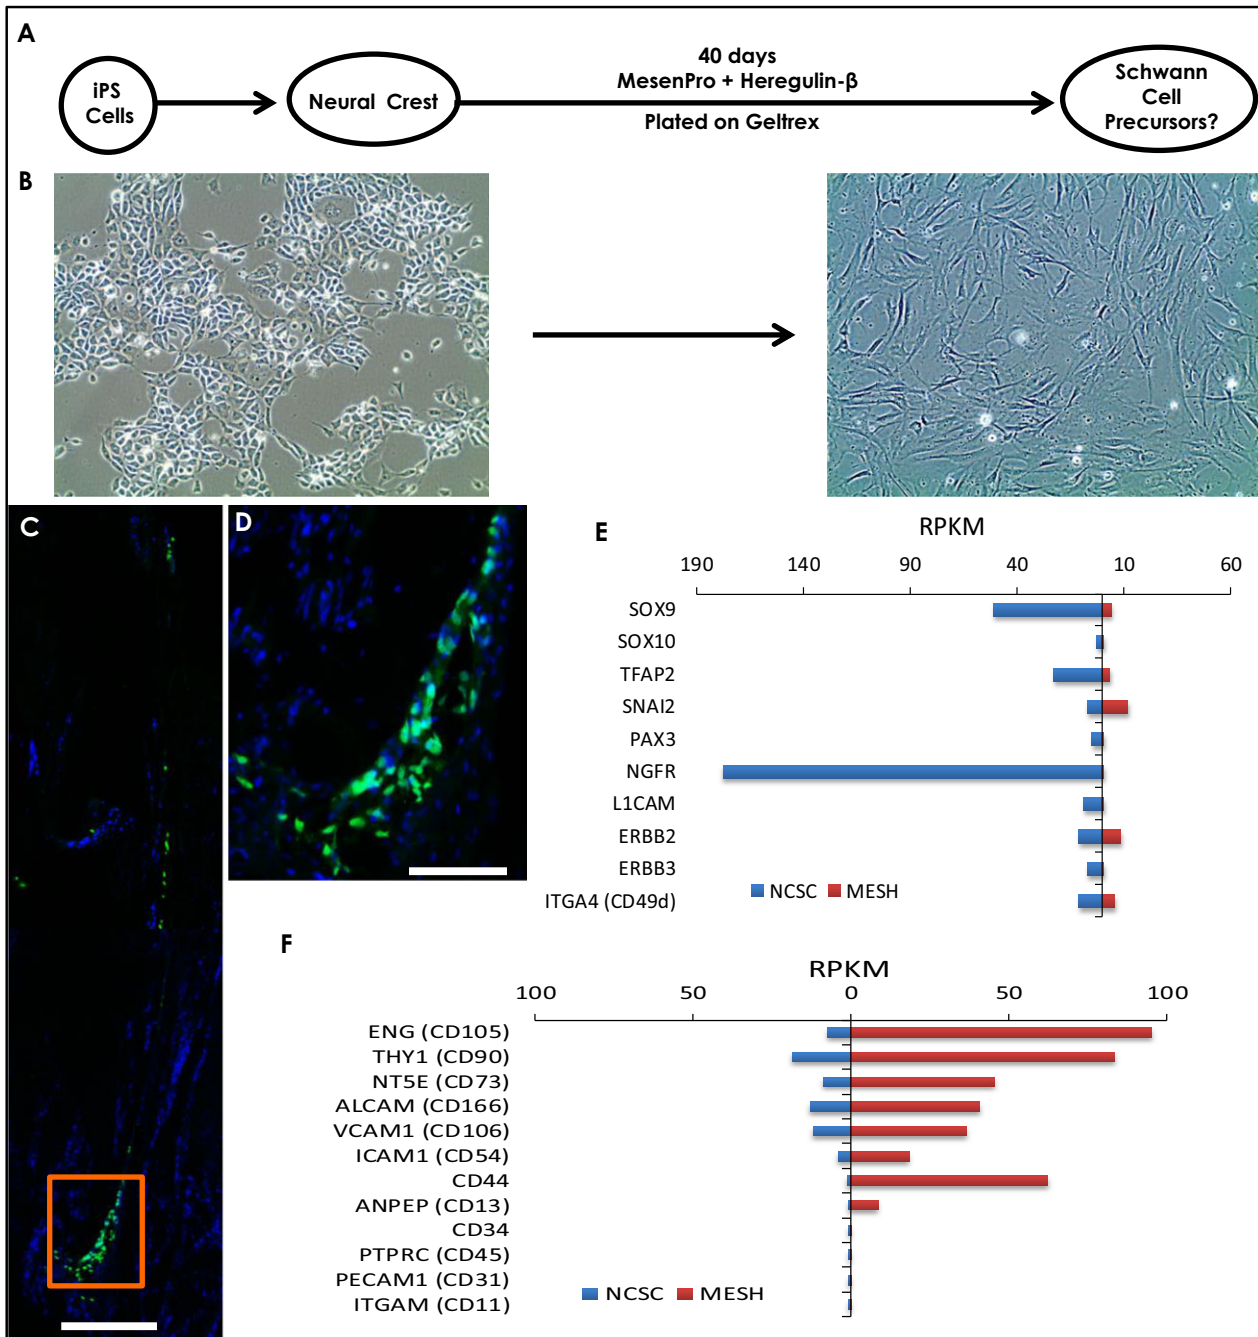 A
iPS
Cells
Neural Crest
40 days
MesenPro + Heregulin-β
Plated on Geltrex
Schwann
Cell
Precursors?
B
C
D
E
RPKM
190 140 90 40 10 60
SOX9
SOX10
TFAP2
SNAI2
PAX3
NGFR
L1CAM
ERBB2
ERBB3
ITGA4 (CD49d)
NCSC MESH
F
RPKM
100 50 0 50 100
ENG (CD105)
THY1 (CD90)
NT5E (CD73)
ALCAM (CD166)
VCAM1 (CD106)
ICAM1 (CD54)
CD44
ANPEP (CD13)
CD34
PTPRC (CD45)
PECAM1 (CD31)
ITGAM (CD11)
NCSC MESH